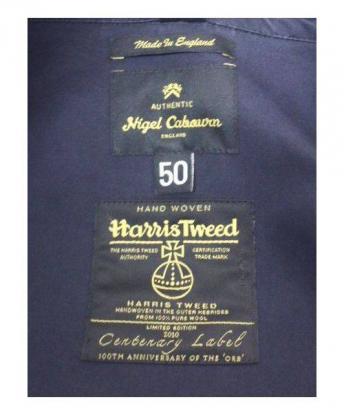 Made In England
AUTHENTIC
Nigel Cabourn
ENGLAND
50
HAND WOVEN
Harris Tweed
THE HARRIS TWEED CERTIFICATION
AUTHORITY TRADE MARK
HARRIS TWEED
HANDWOVEN IN THE OUTER HEBRIDES
FROM 100% PURE WOOL
LIMITED EDITION
2010
Centenary Label
100TH ANNIVERSARY OF THE 'ORB'